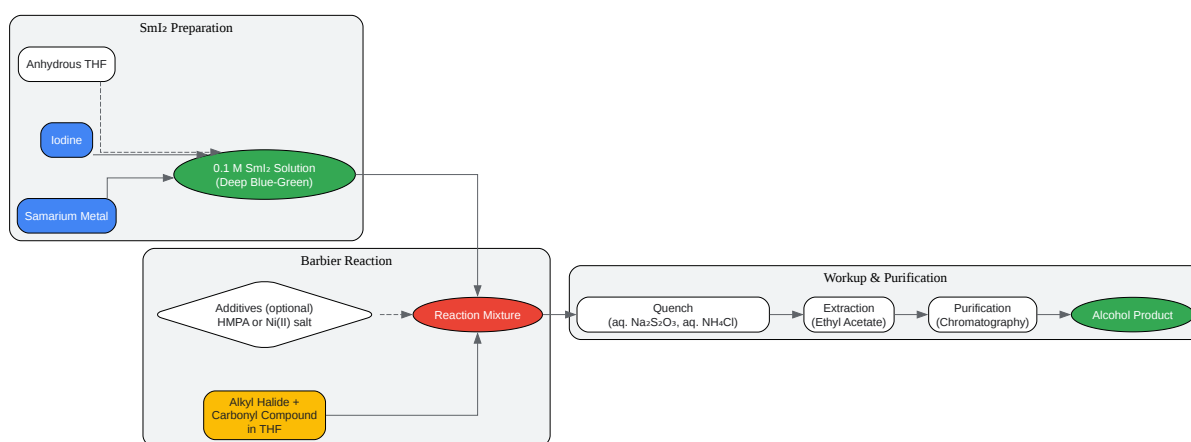 SmI₂ Preparation
Anhydrous THF
Iodine
0.1 M SmI₂ Solution
(Deep Blue-Green)
Samarium Metal
Barbier Reaction
Additives (optional)
HMPA or Ni(II) salt
Reaction Mixture
Alkyl Halide +
Carbonyl Compound
in THF
Workup & Purification
Quench
(aq. Na₂S₂O₃, aq. NH₄Cl)
Extraction
(Ethyl Acetate)
Purification
(Chromatography)
Alcohol Product